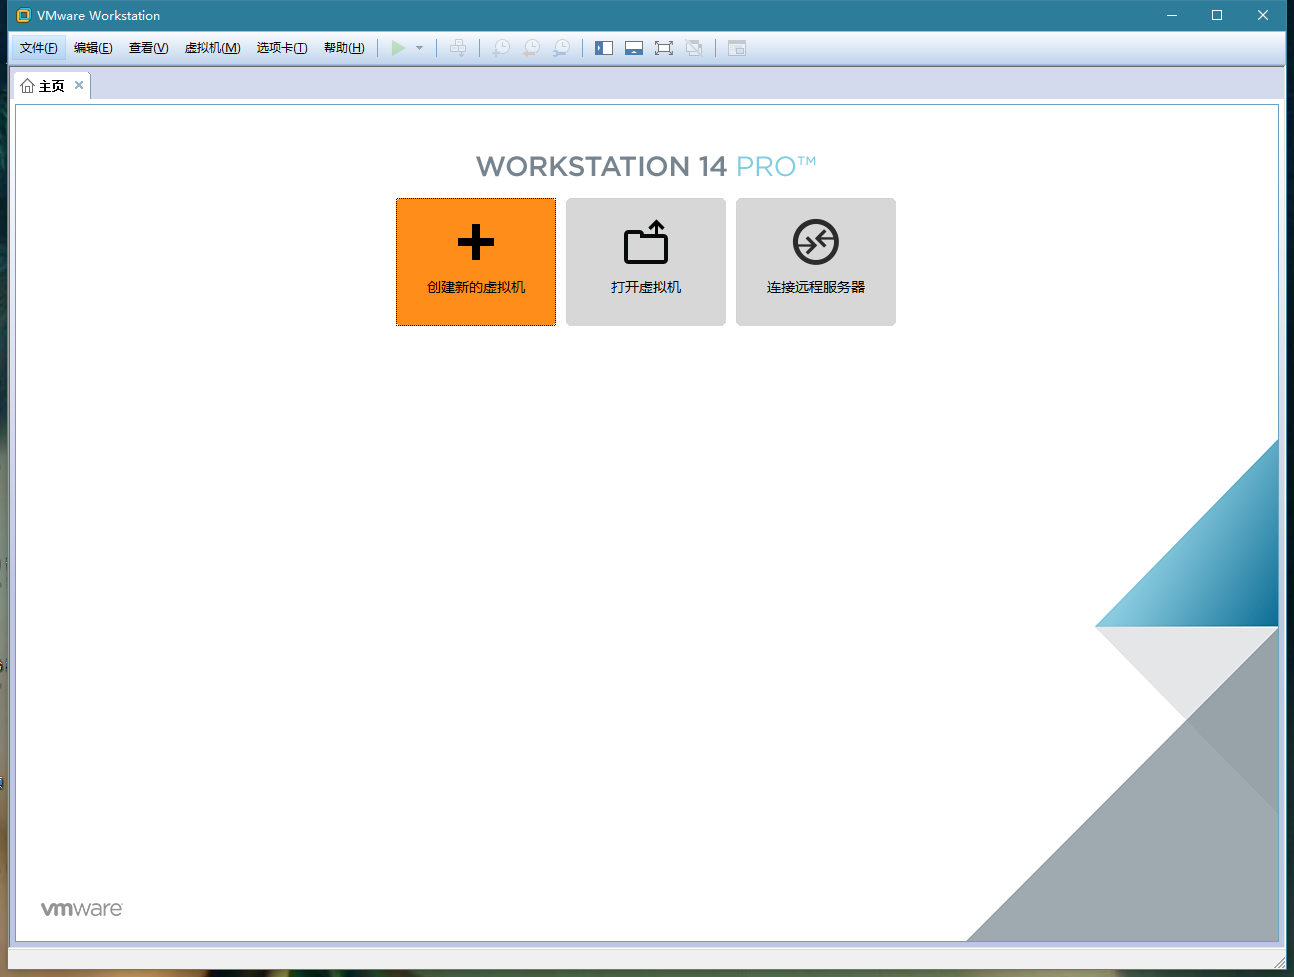 VMware Workstation
文件(F) 编辑(E) 查看(V) 虚拟机(M) 选项卡(T) 帮助(H)
主页
WORKSTATION 14 PRO™
创建新的虚拟机
打开虚拟机
连接远程服务器
vmware